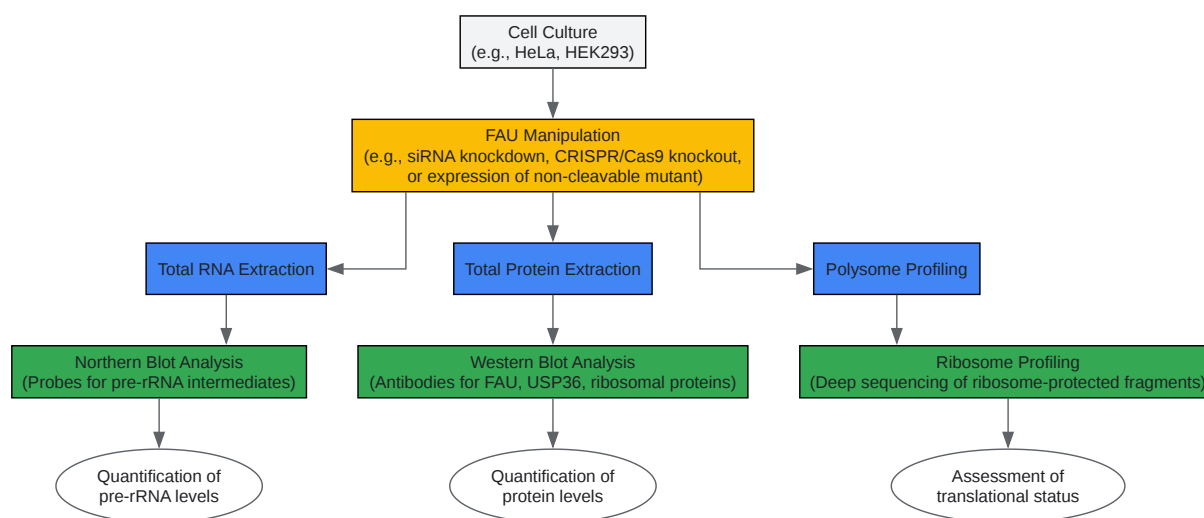 Cell Culture
(e.g., HeLa, HEK293)
FAU Manipulation
(e.g., siRNA knockdown, CRISPR/Cas9 knockout,
or expression of non-cleavable mutant)
Total RNA Extraction
Total Protein Extraction
Polysome Profiling
Northern Blot Analysis
(Probes for pre-rRNA intermediates)
Western Blot Analysis
(Antibodies for FAU, USP36, ribosomal proteins)
Ribosome Profiling
(Deep sequencing of ribosome-protected fragments)
Quantification of
pre-rRNA levels
Quantification of
protein levels
Assessment of
translational status